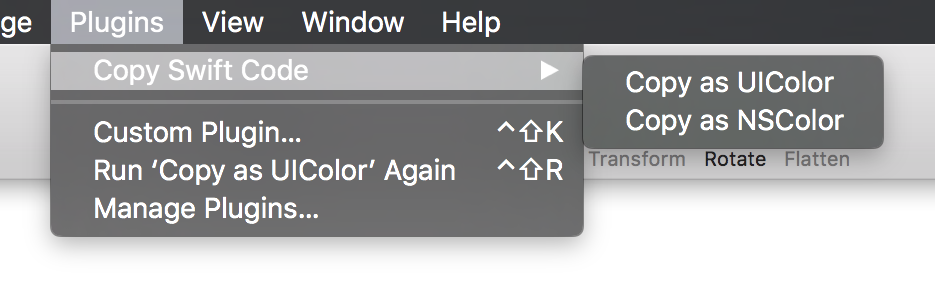 ge Plugins View Window Help
Copy Swift Code ▶
Copy as UIColor
Copy as NSColor
Custom Plugin... ^⇧K
Run ‘Copy as UIColor’ Again ^⇧R
Manage Plugins...
Transform Rotate Flatten